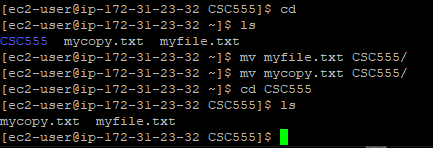 [ec2-user@ip-172-31-23-32 CSC555]$ cd
[ec2-user@ip-172-31-23-32 ~]$ ls
CSC555  mycopy.txt  myfile.txt
[ec2-user@ip-172-31-23-32 ~]$ mv myfile.txt CSC555/
[ec2-user@ip-172-31-23-32 ~]$ mv mycopy.txt CSC555/
[ec2-user@ip-172-31-23-32 ~]$ cd CSC555
[ec2-user@ip-172-31-23-32 CSC555]$ ls
mycopy.txt  myfile.txt
[ec2-user@ip-172-31-23-32 CSC555]$